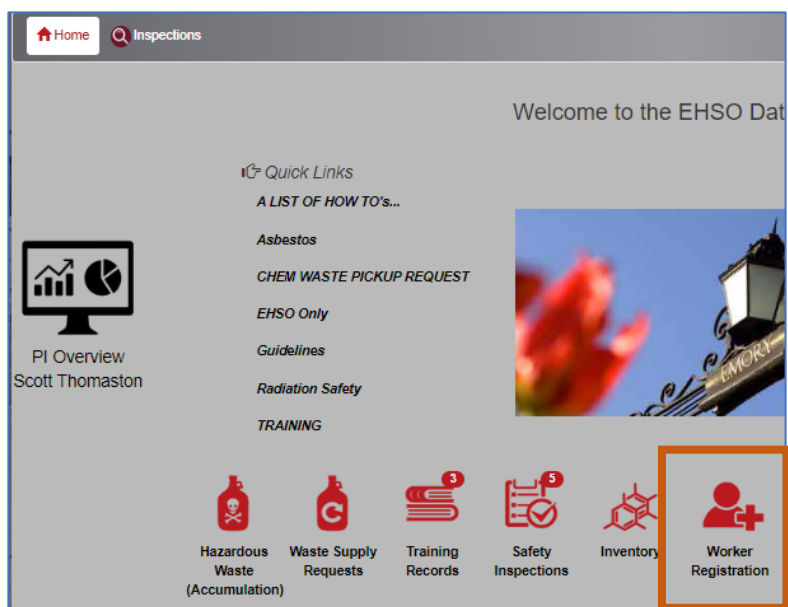 Home Inspections
Welcome to the EHSO Dat
Quick Links
A LIST OF HOW TO's...
Asbestos
CHEM WASTE PICKUP REQUEST
EHSO Only
Guidelines
Radiation Safety
TRAINING
PI Overview
Scott Thomaston
EMORY
3
5
Hazardous
Waste
(Accumulation)
Waste Supply
Requests
Training
Records
Safety
Inspections
Inventory
Worker
Registration